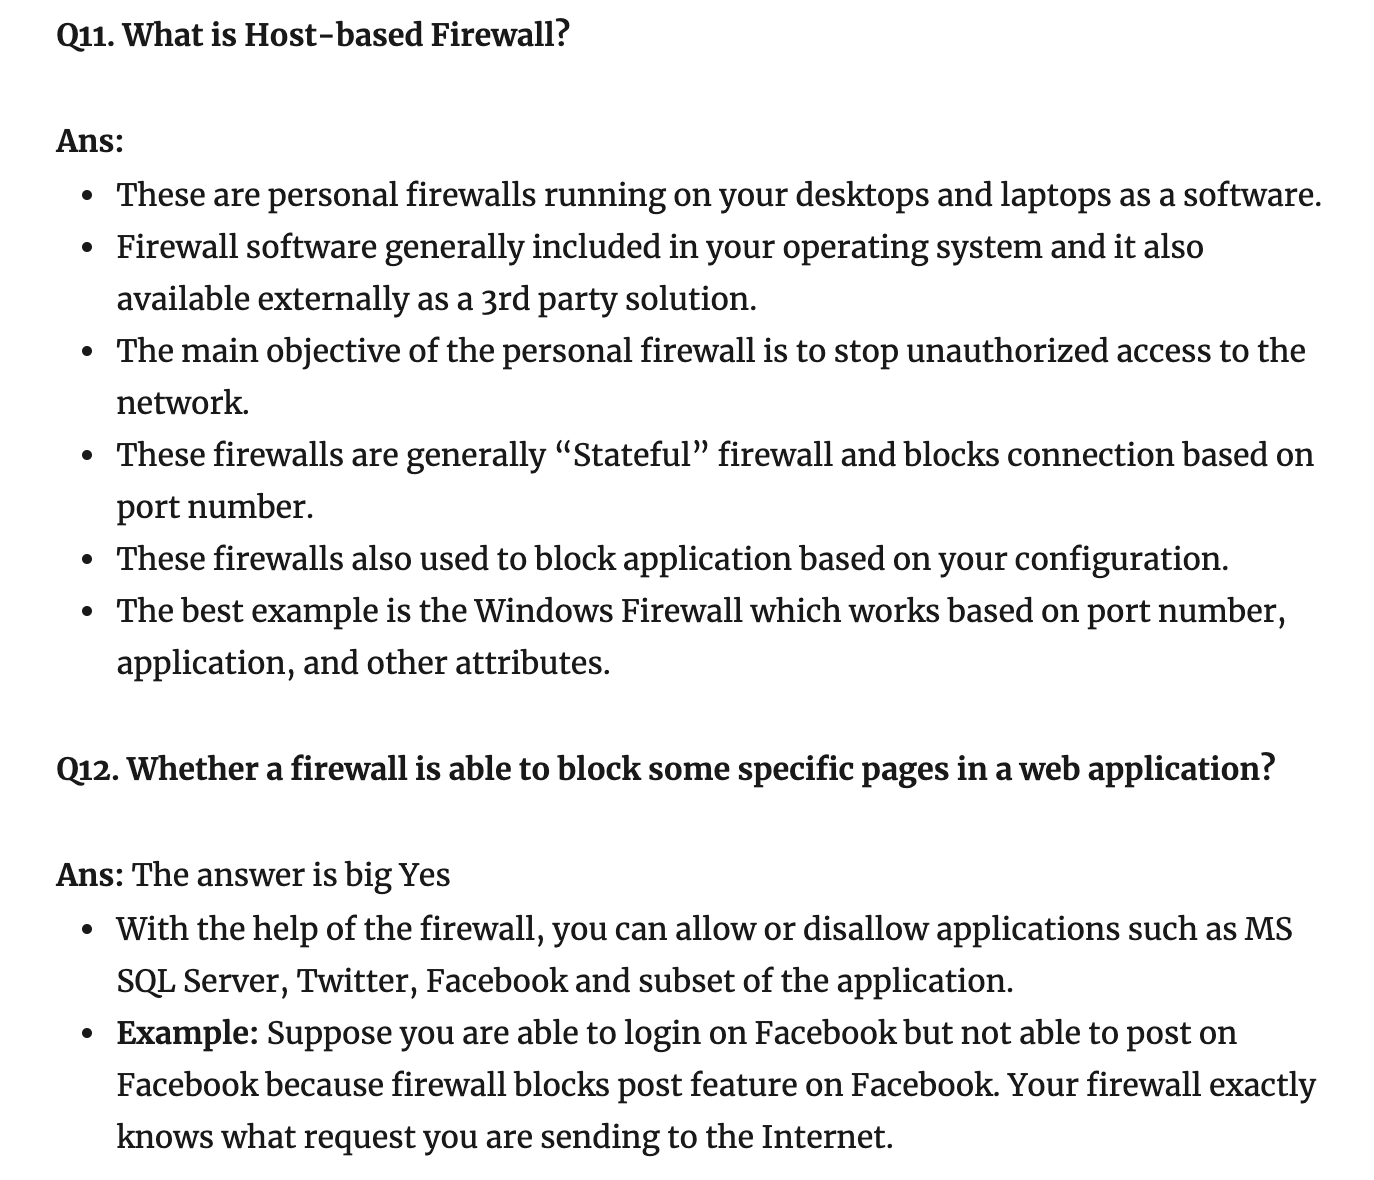 Q11. What is Host-based Firewall?
Ans:
• These are personal firewalls running on your desktops and laptops as a software.
• Firewall software generally included in your operating system and it also
available externally as a 3rd party solution.
• The main objective of the personal firewall is to stop unauthorized access to the
network.
• These firewalls are generally “Stateful” firewall and blocks connection based on
port number.
• These firewalls also used to block application based on your configuration.
• The best example is the Windows Firewall which works based on port number,
application, and other attributes.
Q12. Whether a firewall is able to block some specific pages in a web application?
Ans: The answer is big Yes
• With the help of the firewall, you can allow or disallow applications such as MS
SQL Server, Twitter, Facebook and subset of the application.
• Example: Suppose you are able to login on Facebook but not able to post on
Facebook because firewall blocks post feature on Facebook. Your firewall exactly
knows what request you are sending to the Internet.